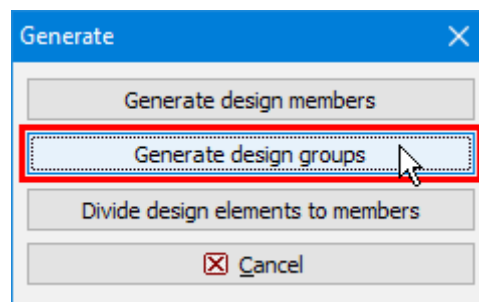 Generate
Generate design members
Generate design groups
Divide design elements to members
Cancel